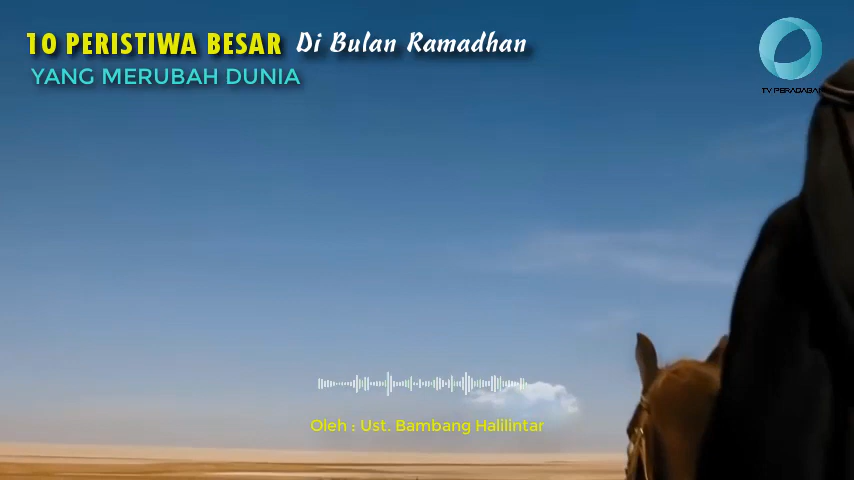 10 PERISTIWA BESAR Di Bulan Ramadhan
YANG MERUBAH DUNIA
TV PERADABAN
Oleh : Ust. Bambang Halilintar